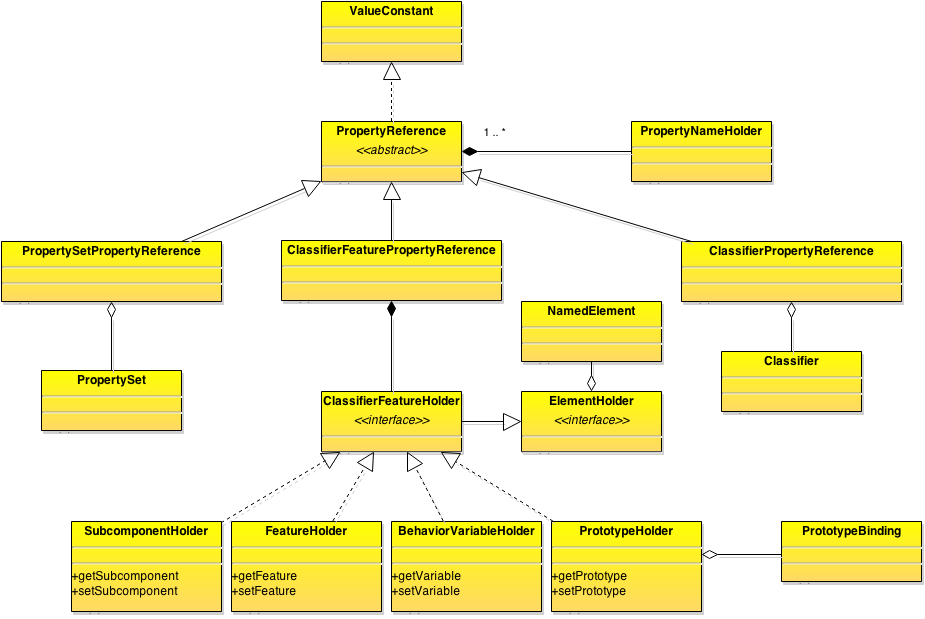 ValueConstant
PropertyReference
<<abstract>>
1 .. *
PropertyNameHolder
PropertySetPropertyReference
ClassifierFeaturePropertyReference
ClassifierPropertyReference
NamedElement
PropertySet
Classifier
ClassifierFeatureHolder
<<interface>>
ElementHolder
<<interface>>
SubcomponentHolder
+getSubcomponent
+setSubcomponent
FeatureHolder
+getFeature
+setFeature
BehaviorVariableHolder
+getVariable
+setVariable
PrototypeHolder
+getPrototype
+setPrototype
PrototypeBinding